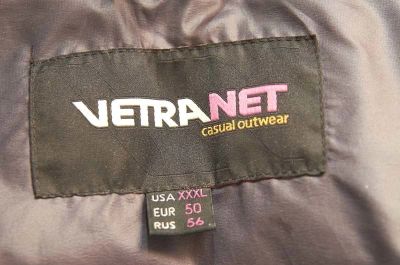 VETRANET
casual outwear
USA XXXL
EUR 50
RUS 56